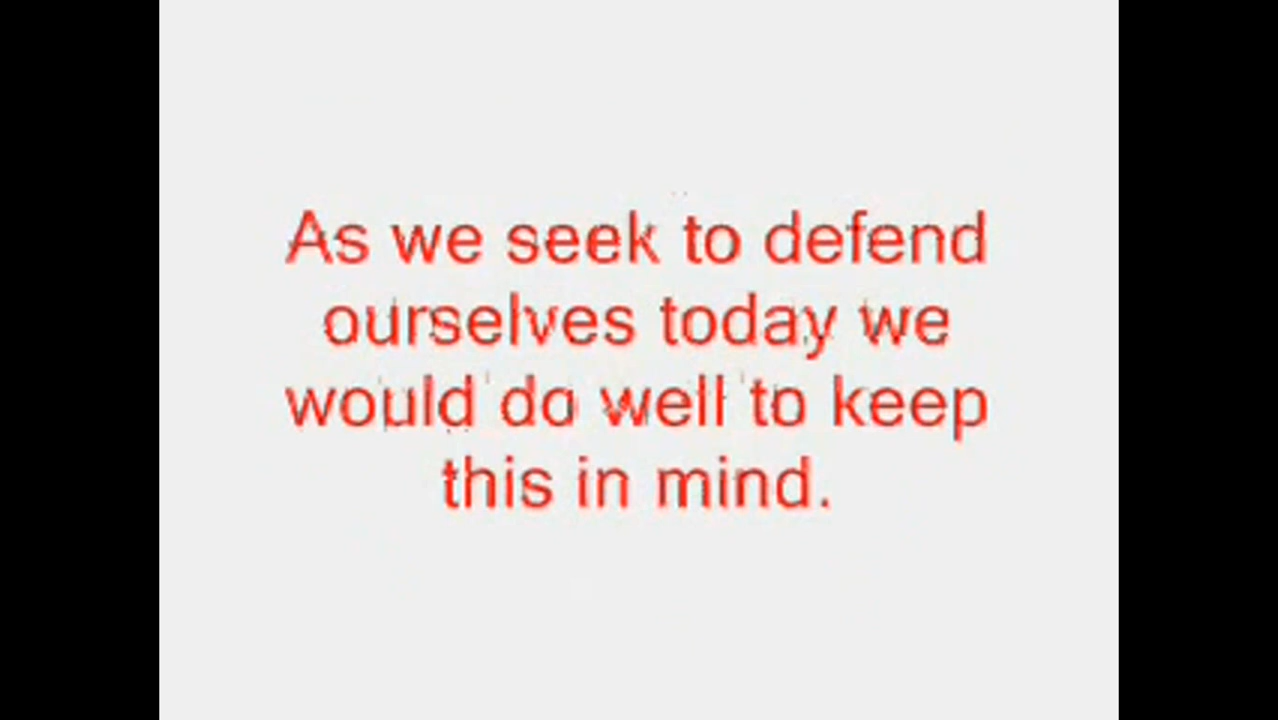 As we seek to defend
ourselves today we
would do well to keep
this in mind.